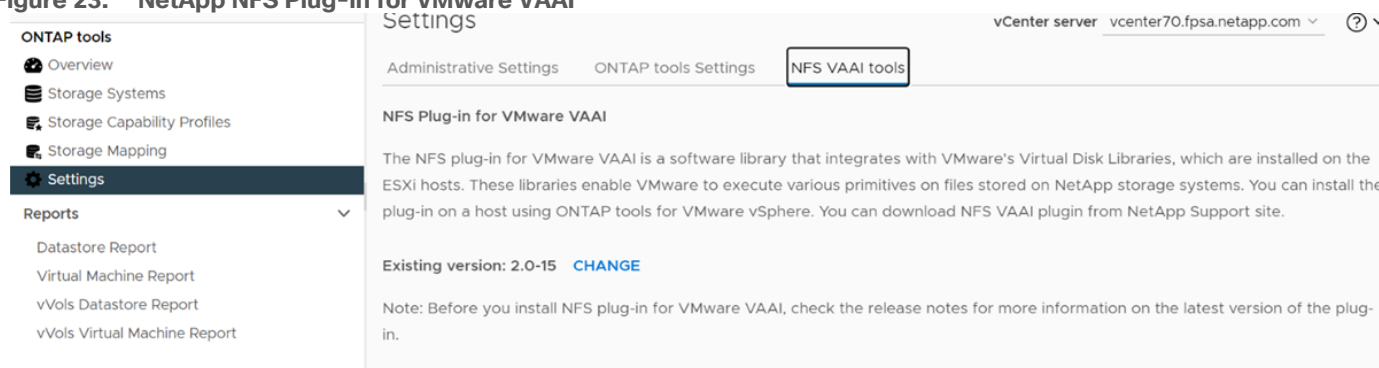 Figure 23. NetApp NFS Plug-in for VMware VAAI
ONTAP tools
Overview
Storage Systems
Storage Capability Profiles
Storage Mapping
Settings
Reports
Datastore Report
Virtual Machine Report
vVols Datastore Report
vVols Virtual Machine Report
Settings
vCenter server vcenter70.fpsa.netapp.com
Administrative Settings ONTAP tools Settings NFS VAAI tools
NFS Plug-in for VMware VAAI
The NFS plug-in for VMware VAAI is a software library that integrates with VMware's Virtual Disk Libraries, which are installed on the
ESXi hosts. These libraries enable VMware to execute various primitives on files stored on NetApp storage systems. You can install the
plug-in on a host using ONTAP tools for VMware vSphere. You can download NFS VAAI plugin from NetApp Support site.
Existing version: 2.0-15 CHANGE
Note: Before you install NFS plug-in for VMware VAAI, check the release notes for more information on the latest version of the plug-
in.